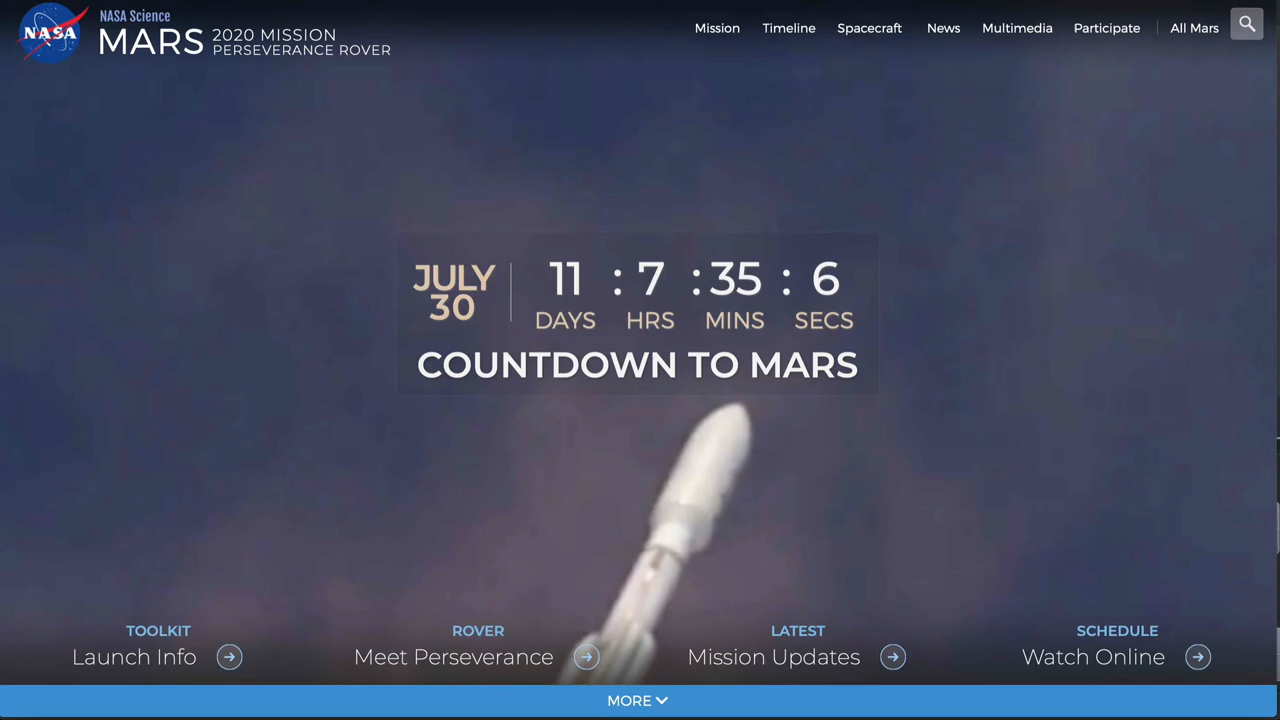 NASA
NASA Science
MARS 2020 MISSION
PERSEVERANCE ROVER
Mission Timeline Spacecraft News Multimedia Participate All Mars
JULY
30
11 : 7 : 35 : 6
DAYS HRS MINS SECS
COUNTDOWN TO MARS
TOOLKIT
Launch Info
ROVER
Meet Perseverance
LATEST
Mission Updates
SCHEDULE
Watch Online
MORE